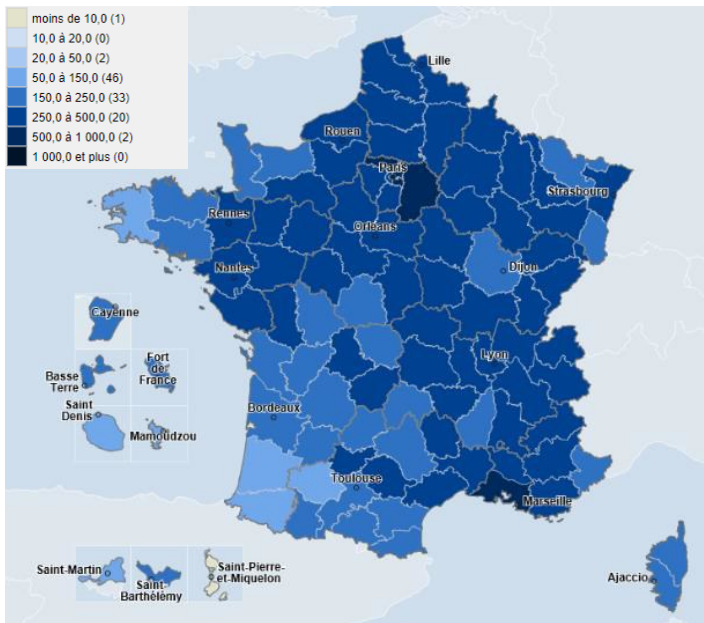 moins de 10,0 (1)
10,0 à 20,0 (0)
20,0 à 50,0 (2)
50,0 à 150,0 (46)
150,0 à 250,0 (33)
250,0 à 500,0 (20)
500,0 à 1 000,0 (2)
1 000,0 et plus (0)
Lille
Rouen
Paris
Strasbourg
Rennes
Orléans
Nantes
Dijon
Cayenne
Lyon
Basse
Terre
Fort
de
France
Saint
Denis
Mamoudzou
Bordeaux
Toulouse
Marseille
Saint-Martin
Saint-
Barthélémy
Saint-Pierre-
et-Miquelon
Ajaccio